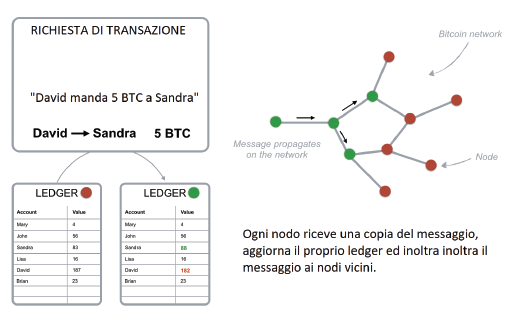 RICHIESTA DI TRANSAZIONE
"David manda 5 BTC a Sandra"
David Sandra 5 BTC
LEDGER
Account Value
Mary 4
John 56
Sandra 83
Lisa 16
David 187
Brian 23
LEDGER
Account Value
Mary 4
John 56
Sandra 88
Lisa 16
David 182
Brian 23
Bitcoin network
Message propagates
on the network
Node
Ogni nodo riceve una copia del messaggio,
aggiorna il proprio ledger ed inoltra inoltra il
messaggio ai nodi vicini.